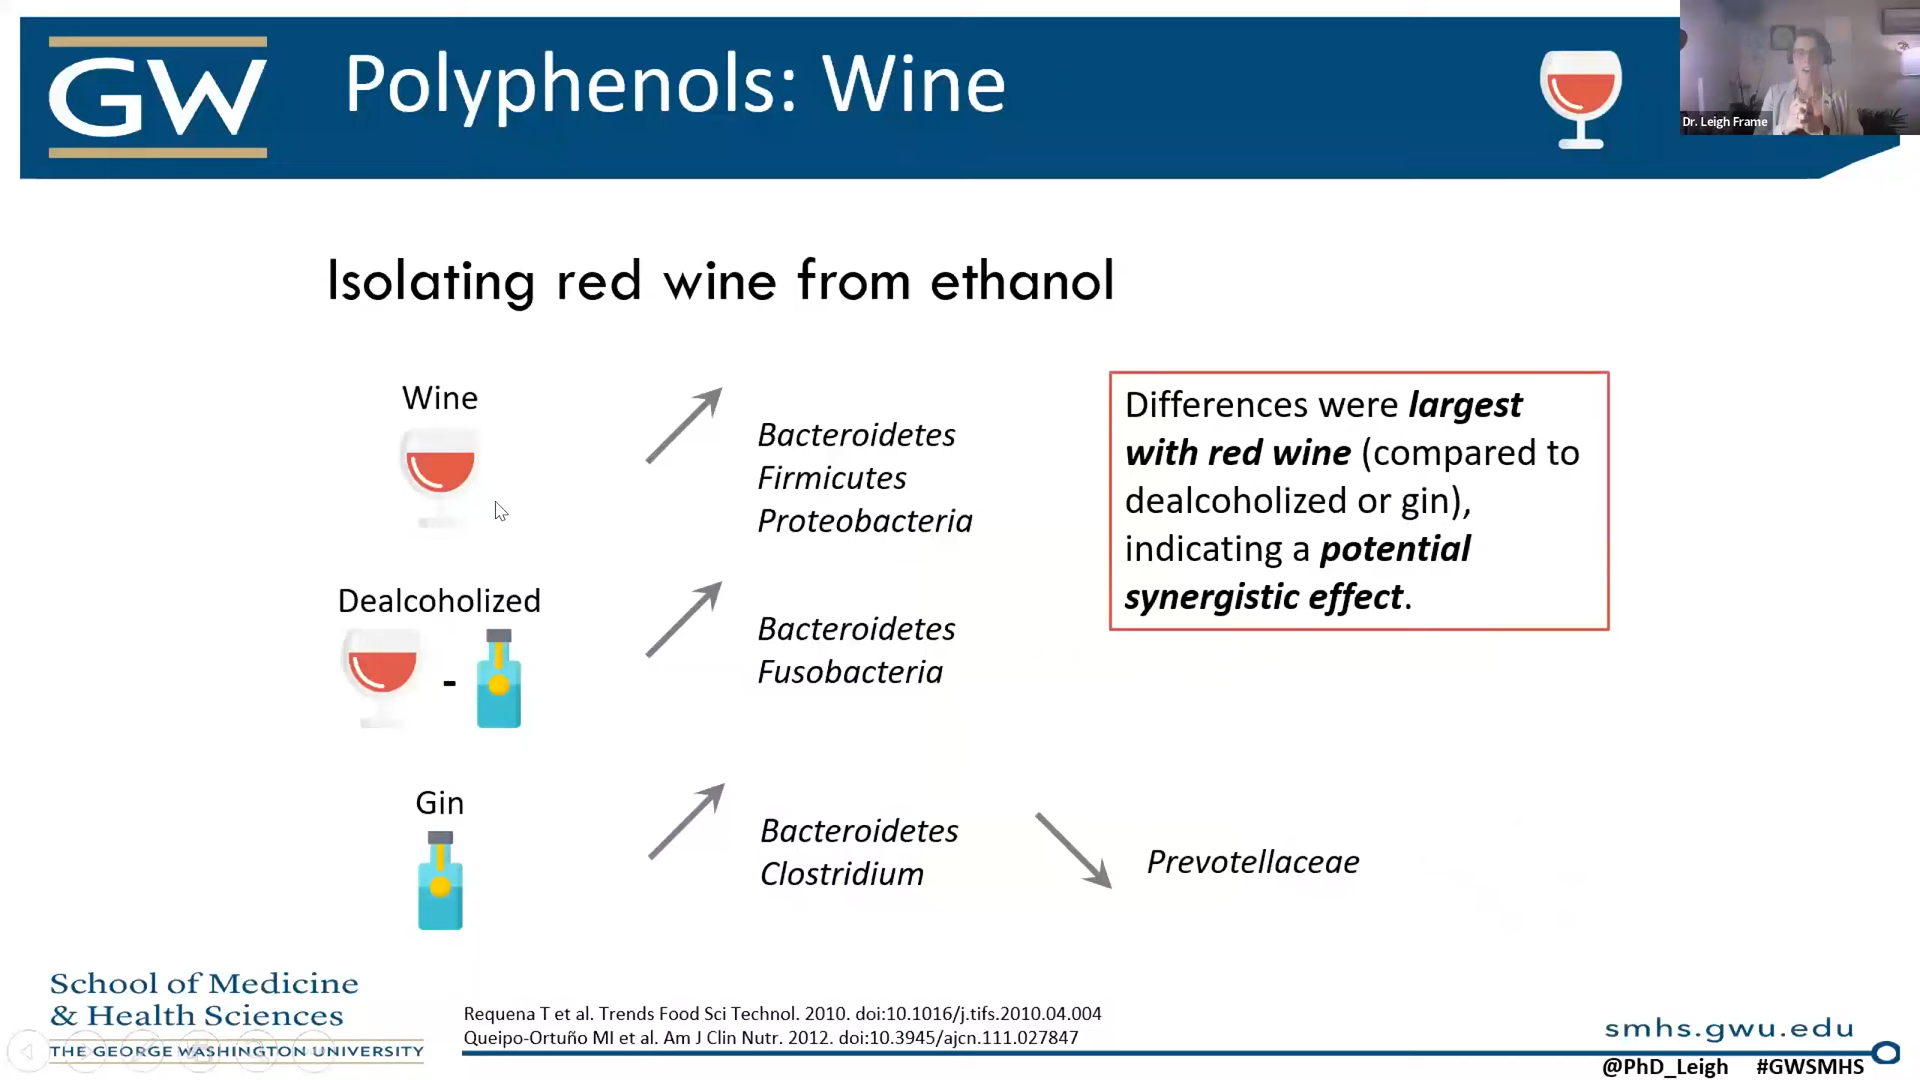 GW
Polyphenols: Wine
Dr. Leigh Frame
Isolating red wine from ethanol
Wine
Bacteroidetes
Firmicutes
Proteobacteria
Differences were largest
with red wine (compared to
dealcoholized or gin),
indicating a potential
synergistic effect.
Dealcoholized
-
Bacteroidetes
Fusobacteria
Gin
Bacteroidetes
Clostridium
Prevotellaceae
School of Medicine
& Health Sciences
THE GEORGE WASHINGTON UNIVERSITY
Requena T et al. Trends Food Sci Technol. 2010. doi:10.1016/j.tifs.2010.04.004
Queipo-Ortuño MI et al. Am J Clin Nutr. 2012. doi:10.3945/ajcn.111.027847
smhs.gwu.edu
@PhD_Leigh #GWSMHS